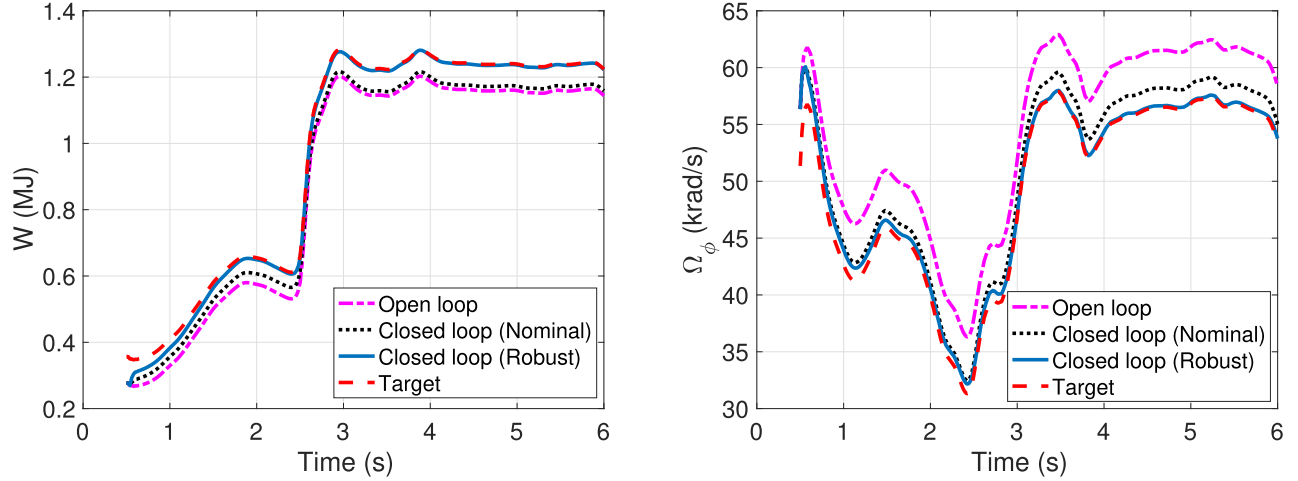 W (MJ)
1.4
1.2
1
0.8
0.6
0.4
0.2
0 1 2 3 4 5 6
Time (s)
Open loop
Closed loop (Nominal)
Closed loop (Robust)
Target
Ω_ϕ (krad/s)
65
60
55
50
45
40
35
30
0 1 2 3 4 5 6
Time (s)
Open loop
Closed loop (Nominal)
Closed loop (Robust)
Target